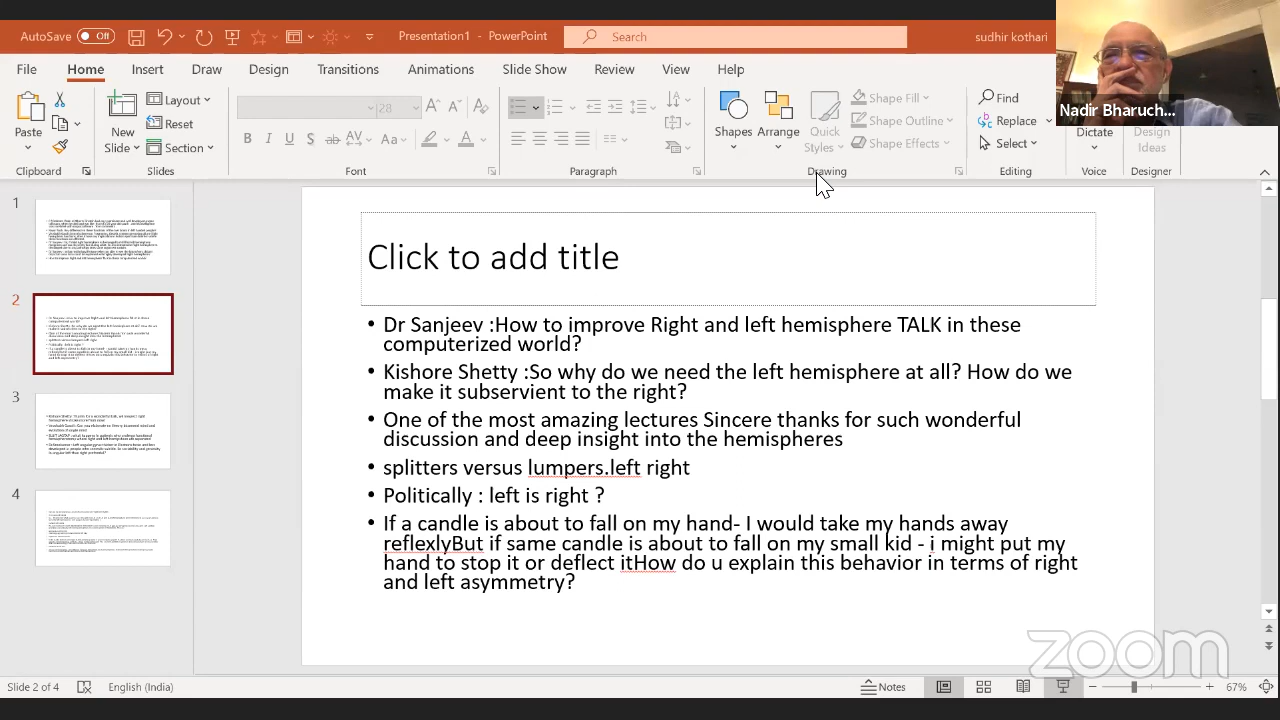 AutoSave Off Presentation1 - PowerPoint Search sudhir kothari
File Home Insert Draw Design Transitions Animations Slide Show Review View Help
Nadir Bharuch...
Paste
New
Slide
Layout
Reset
Section
Shapes
Arrange
Quick
Styles
Shape Fill
Shape Outline
Shape Effects
Find
Replace
Select
Dictate
Design
Ideas
Clipboard Slides Font Paragraph Drawing Editing Voice Designer
1
2
3
4
Click to add title
• Dr Sanjeev :How to improve Right and left hemisphere TALK in these
computerized world?
• Kishore Shetty :So why do we need the left hemisphere at all? How do we
make it subservient to the right?
• One of the most amazing lectures Sincere thanks for such wonderful
discussion and deep insight into the hemispheres
• splitters versus lumpers.left right
• Politically : left is right ?
• If a candle is about to fall on my hand- I would take my hands away
reflexlyBut if same candle is about to fall on my small kid - i might put my
hand to stop it or deflect itHow do u explain this behavior in terms of right
and left asymmetry?
zoom
Slide 2 of 4 English (India) Notes 67%